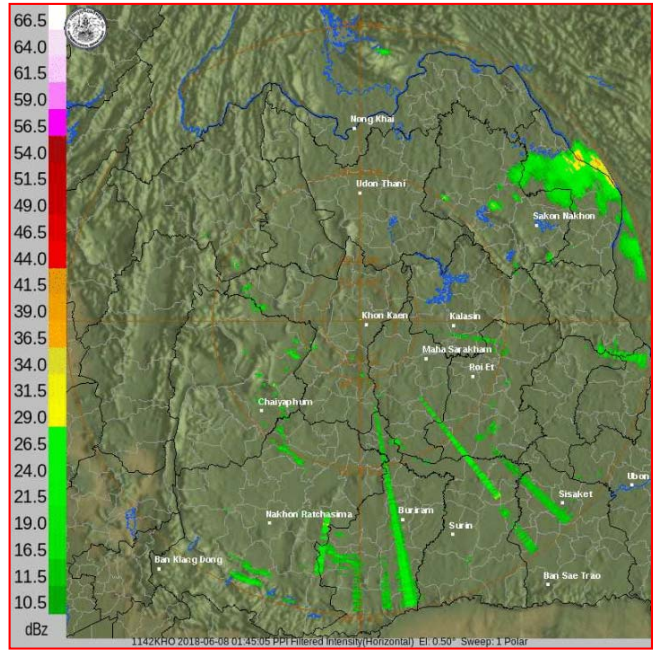 66.5
64.0
61.5
59.0
56.5
54.0
51.5
49.0
46.5
44.0
41.5
39.0
36.5
34.0
31.5
29.0
26.5
24.0
21.5
19.0
16.5
11.5
10.5
dBz
Nong Khai
Udon Thani
Sakon Nakhon
Khon Kaen
Kalasin
Maha Sarakham
Roi Et
Chaiyaphum
Ubon
Sisaket
Nakhon Ratchasima
Buriram
Surin
Ban Klang Dong
Ban Sae Trao
1142KHO 2018-06-08 01:45:05 PPI Filtered Intensity(Horizontal) El: 0.50° Sweep: 1 Polar